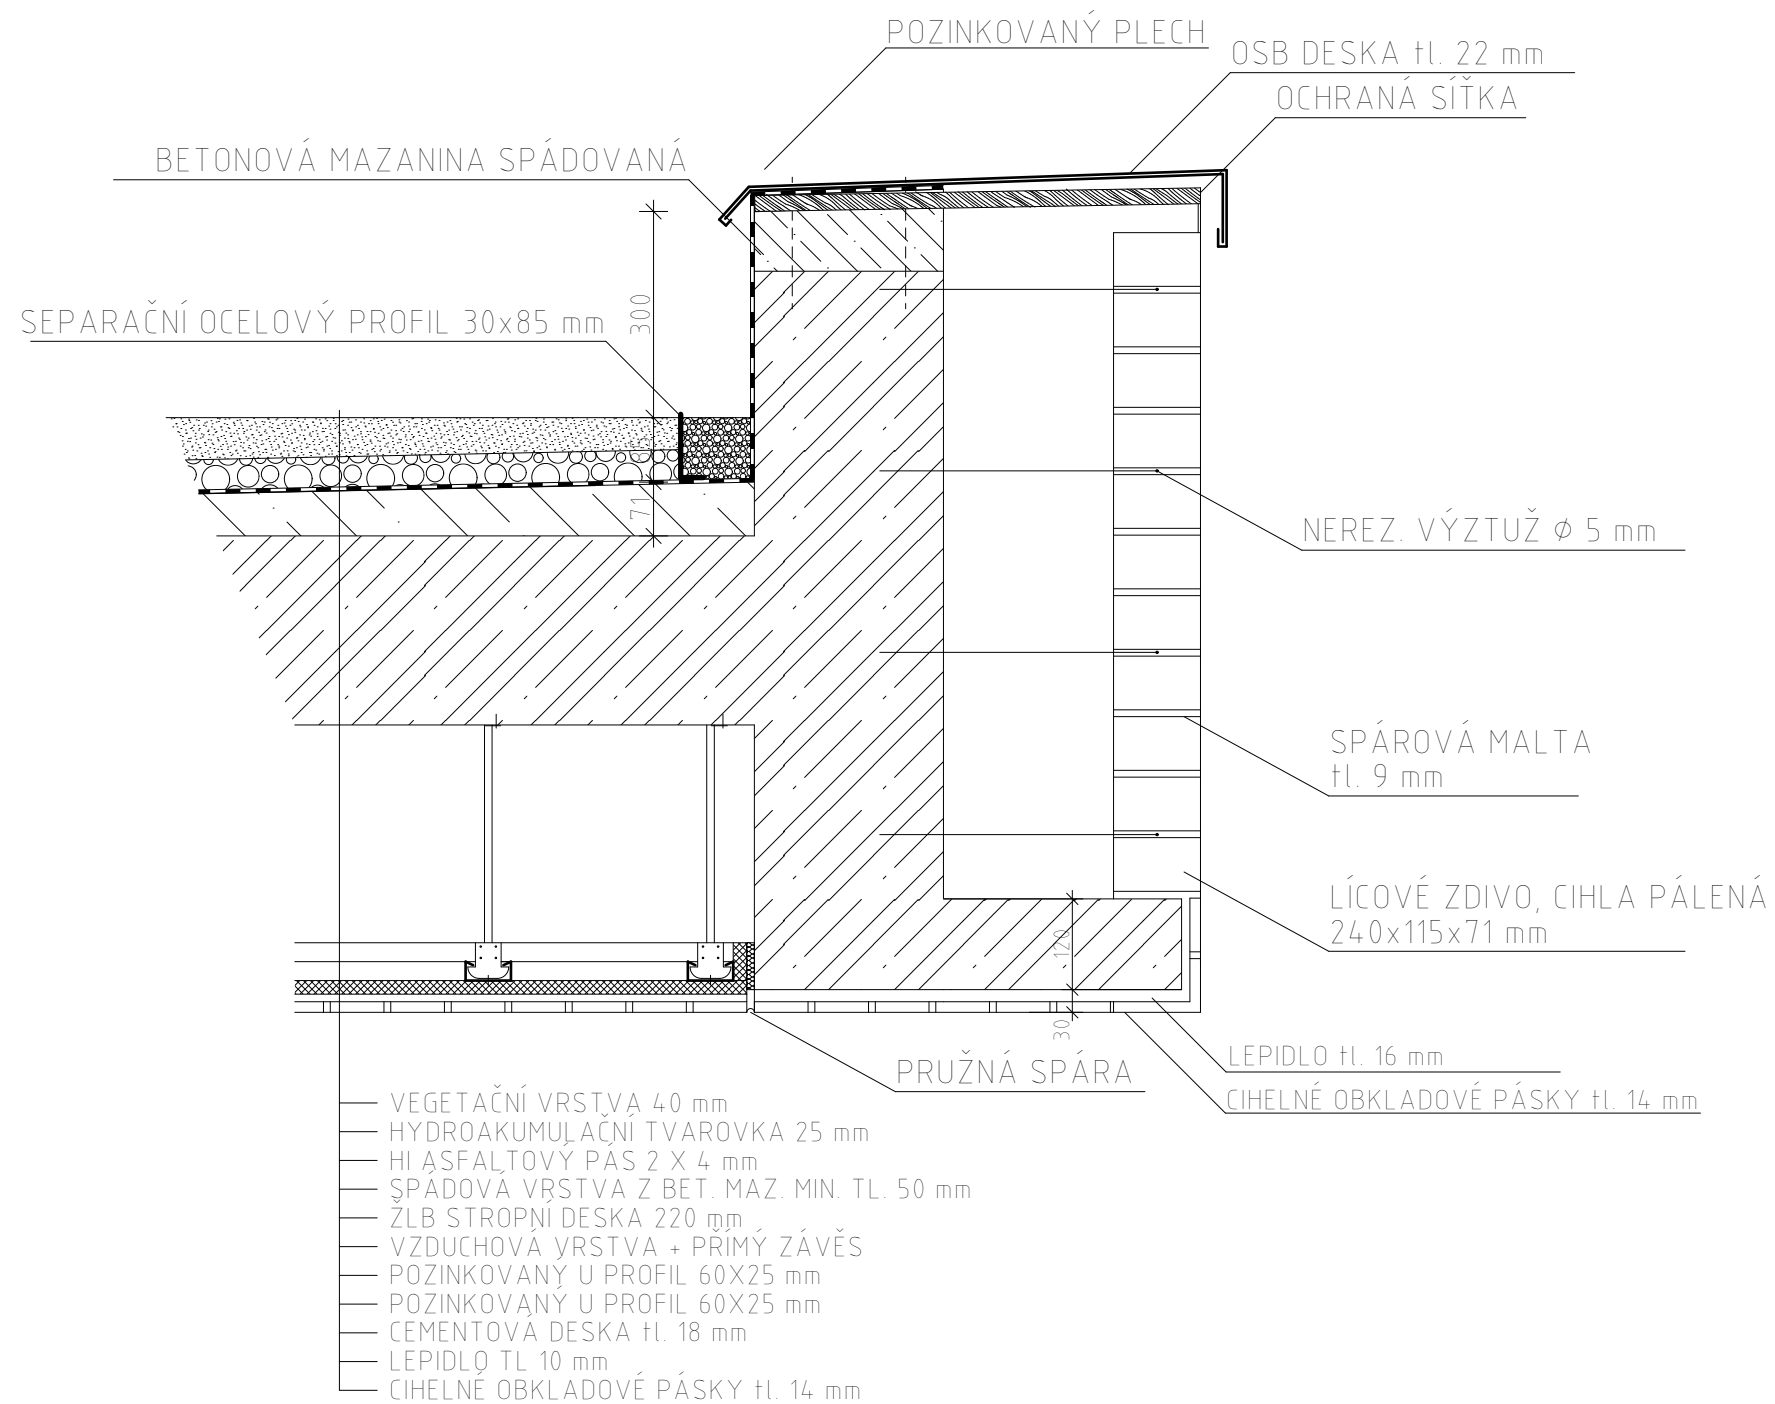 POZINKOVANÝ PLECH
OSB DESKA tl. 22 mm
OCHRANÁ SÍŤKA
BETONOVÁ MAZANINA SPÁDOVANÁ
SEPARAČNÍ OCELOVÝ PROFIL 30x85 mm
300
85
71
NEREZ. VÝZTUŽ Ø 5 mm
SPÁROVÁ MALTA
tl. 9 mm
LÍCOVÉ ZDIVO, CIHLA PÁLENÁ
240x115x71 mm
120
30
PRUŽNÁ SPÁRA
LEPIDLO tl. 16 mm
CIHELNÉ OBKLADOVÉ PÁSKY tl. 14 mm
VEGETAČNÍ VRSTVA 40 mm
HYDROAKUMULAČNÍ TVAROVKA 25 mm
HI ASFALTOVÝ PÁS 2 X 4 mm
SPÁDOVÁ VRSTVA Z BET. MAZ. MIN. TL. 50 mm
ŽLB STROPNÍ DESKA 220 mm
VZDUCHOVÁ VRSTVA + PŘÍMÝ ZÁVĚS
POZINKOVANÝ U PROFIL 60X25 mm
POZINKOVANÝ U PROFIL 60X25 mm
CEMENTOVÁ DESKA tl. 18 mm
LEPIDLO TL 10 mm
CIHELNÉ OBKLADOVÉ PÁSKY tl. 14 mm